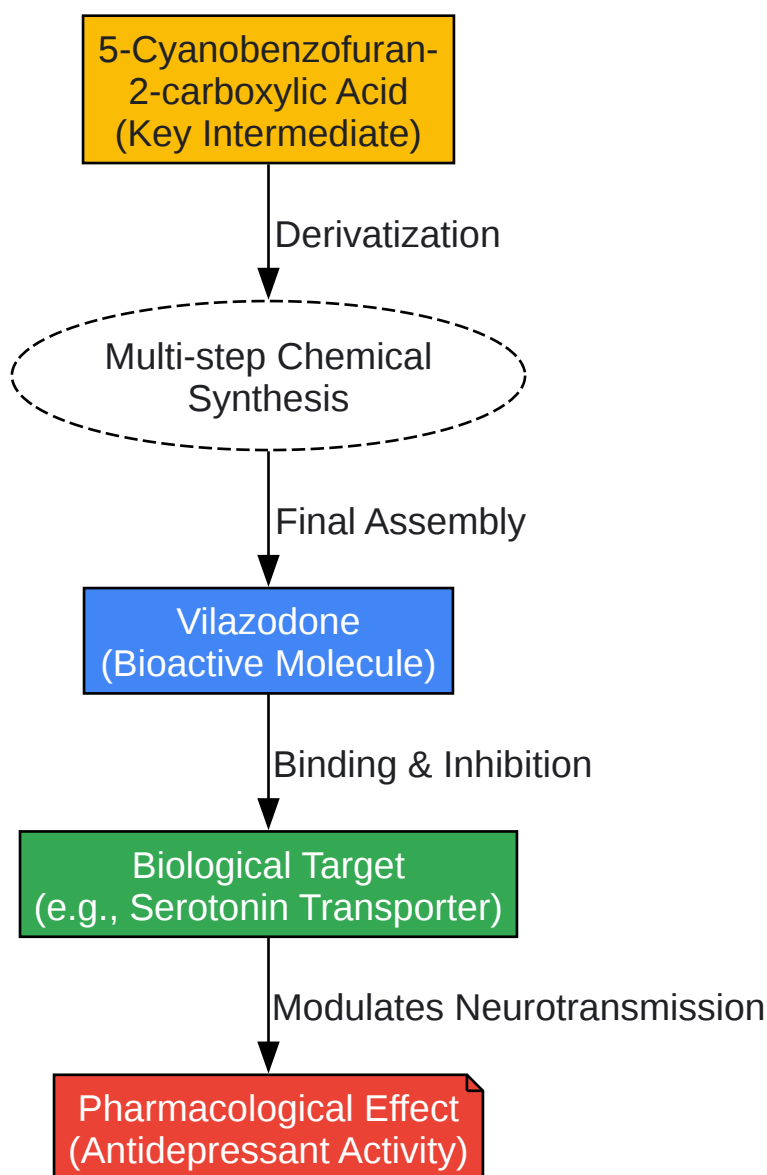 5-Cyanobenzofuran-
2-carboxylic Acid
(Key Intermediate)
Derivatization
Multi-step Chemical
Synthesis
Final Assembly
Vilazodone
(Bioactive Molecule)
Binding & Inhibition
Biological Target
(e.g., Serotonin Transporter)
Modulates Neurotransmission
Pharmacological Effect
(Antidepressant Activity)